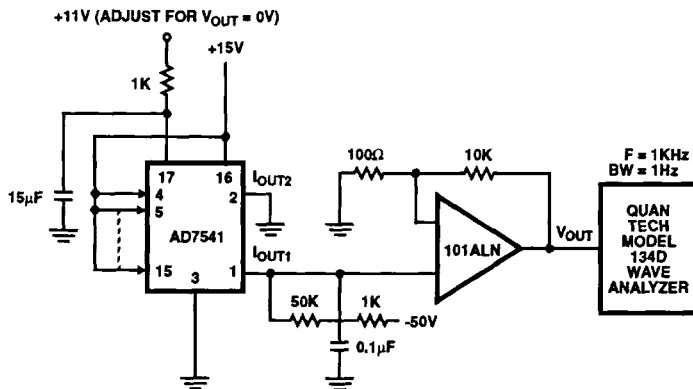 +11V (ADJUST FOR VOUT = 0V)
+15V
1K
15μF
17
16
4
5
15
AD7541
2
1
3
IOUT2
IOUT1
50K
1K
-50V
0.1μF
100Ω
10K
101ALN
VOUT
F = 1KHz
BW = 1Hz
QUAN
TECH
MODEL
134D
WAVE
ANALYZER